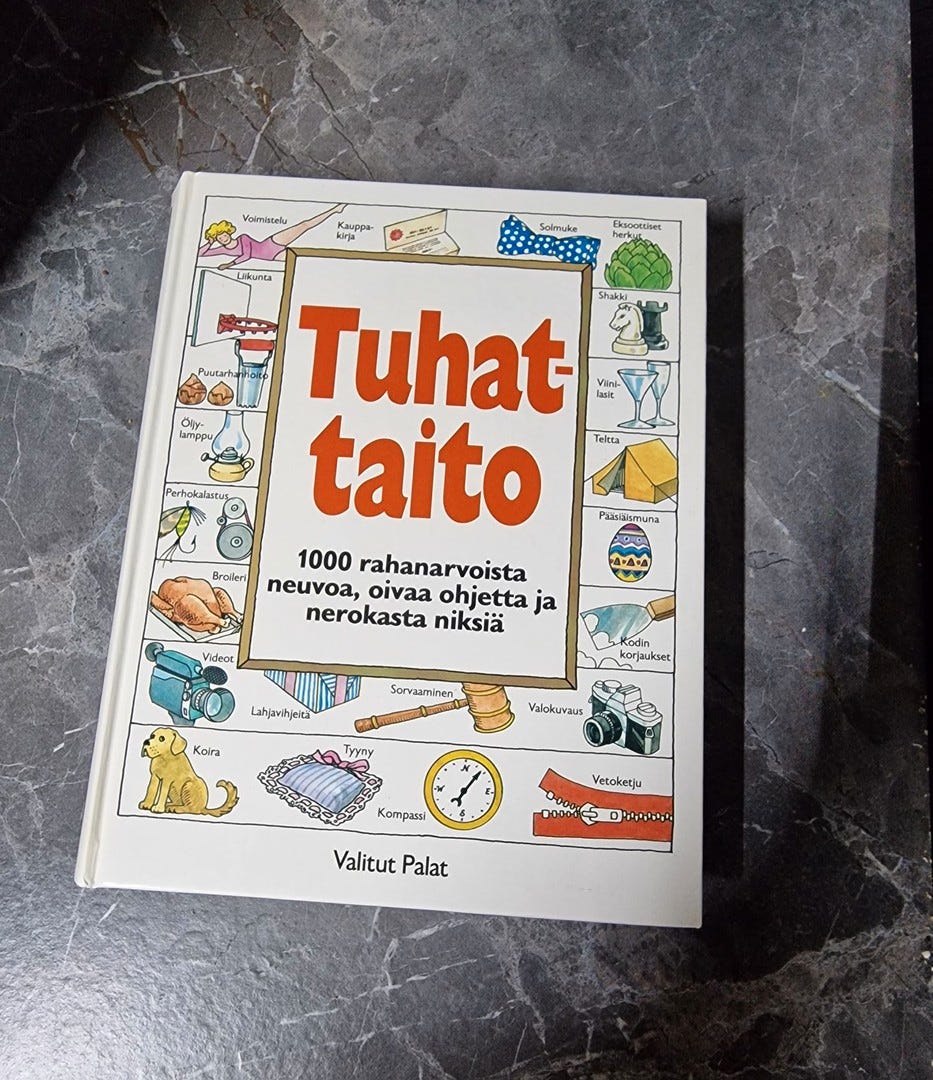 Voimistelu
Kauppa-
kirja
Solmuke
Eksoottiset
herkut
Liikunta
Shakki
Tuhat-
taito
Puutarhanhoito
Viini-
lasit
Öljy-
lamppu
Teltta
Perhokalastus
Pääsiäismuna
1000 rahanarvoista
neuvoa, oivaa ohjetta ja
nerokasta niksiä
Broileri
Kodin
korjaukset
Videot
Lahjavihjeitä
Sorvaaminen
Valokuvaus
Koira
Tyyny
Kompassi
N
E
S
W
Vetoketju
Valitut Palat